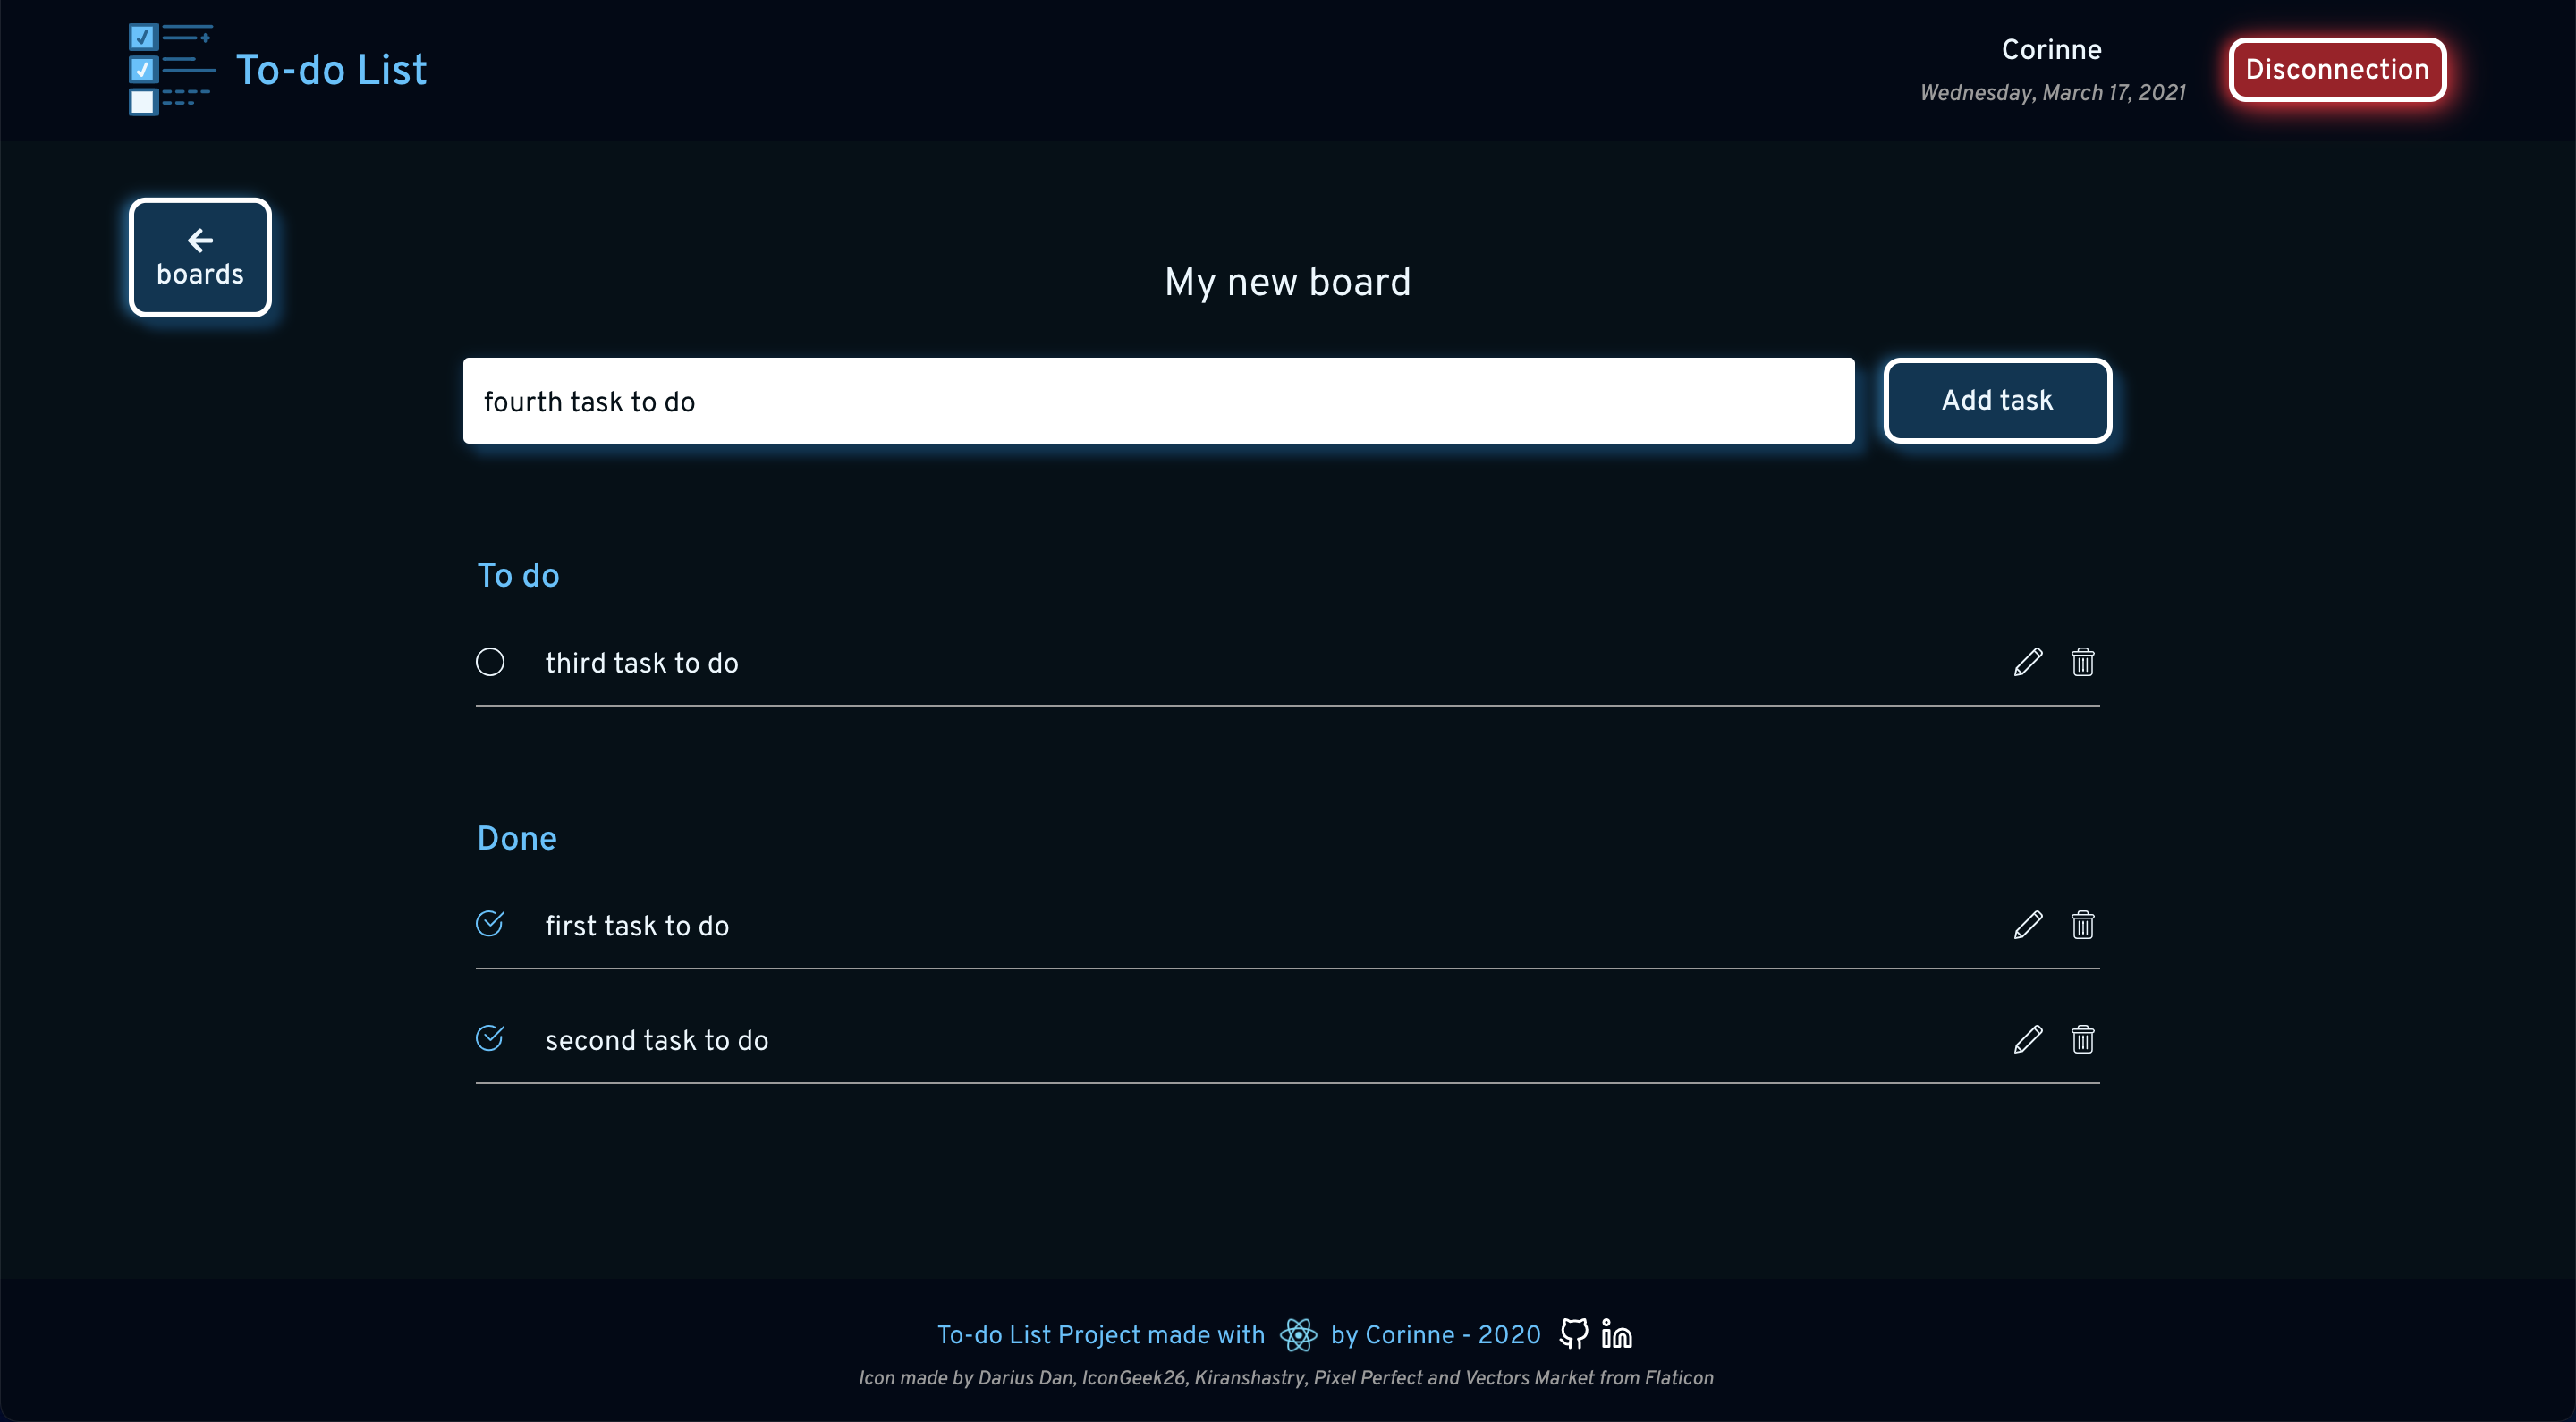 To-do List
Corinne
Wednesday, March 17, 2021
Disconnection
boards
My new board
fourth task to do
Add task
To do
third task to do
Done
first task to do
second task to do
To-do List Project made with by Corinne - 2020
Icon made by Darius Dan, IconGeek26, Kiranshastry, Pixel Perfect and Vectors Market from Flaticon